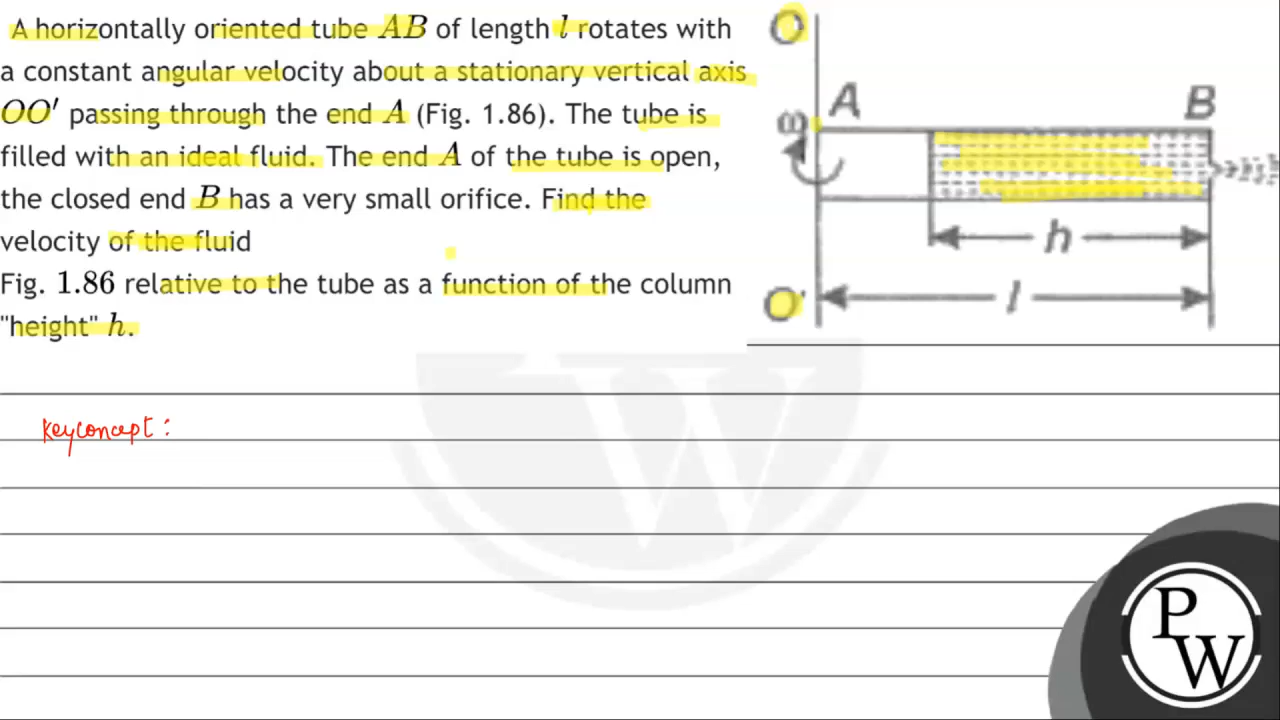 A horizontally oriented tube AB of length l rotates with
a constant angular velocity about a stationary vertical axis
OO′ passing through the end A (Fig. 1.86). The tube is
filled with an ideal fluid. The end A of the tube is open,
the closed end B has a very small orifice. Find the
velocity of the fluid
Fig. 1.86 relative to the tube as a function of the column
"height" h.
O
A
B
ω
h
O′
l
keyconcept :
P
W